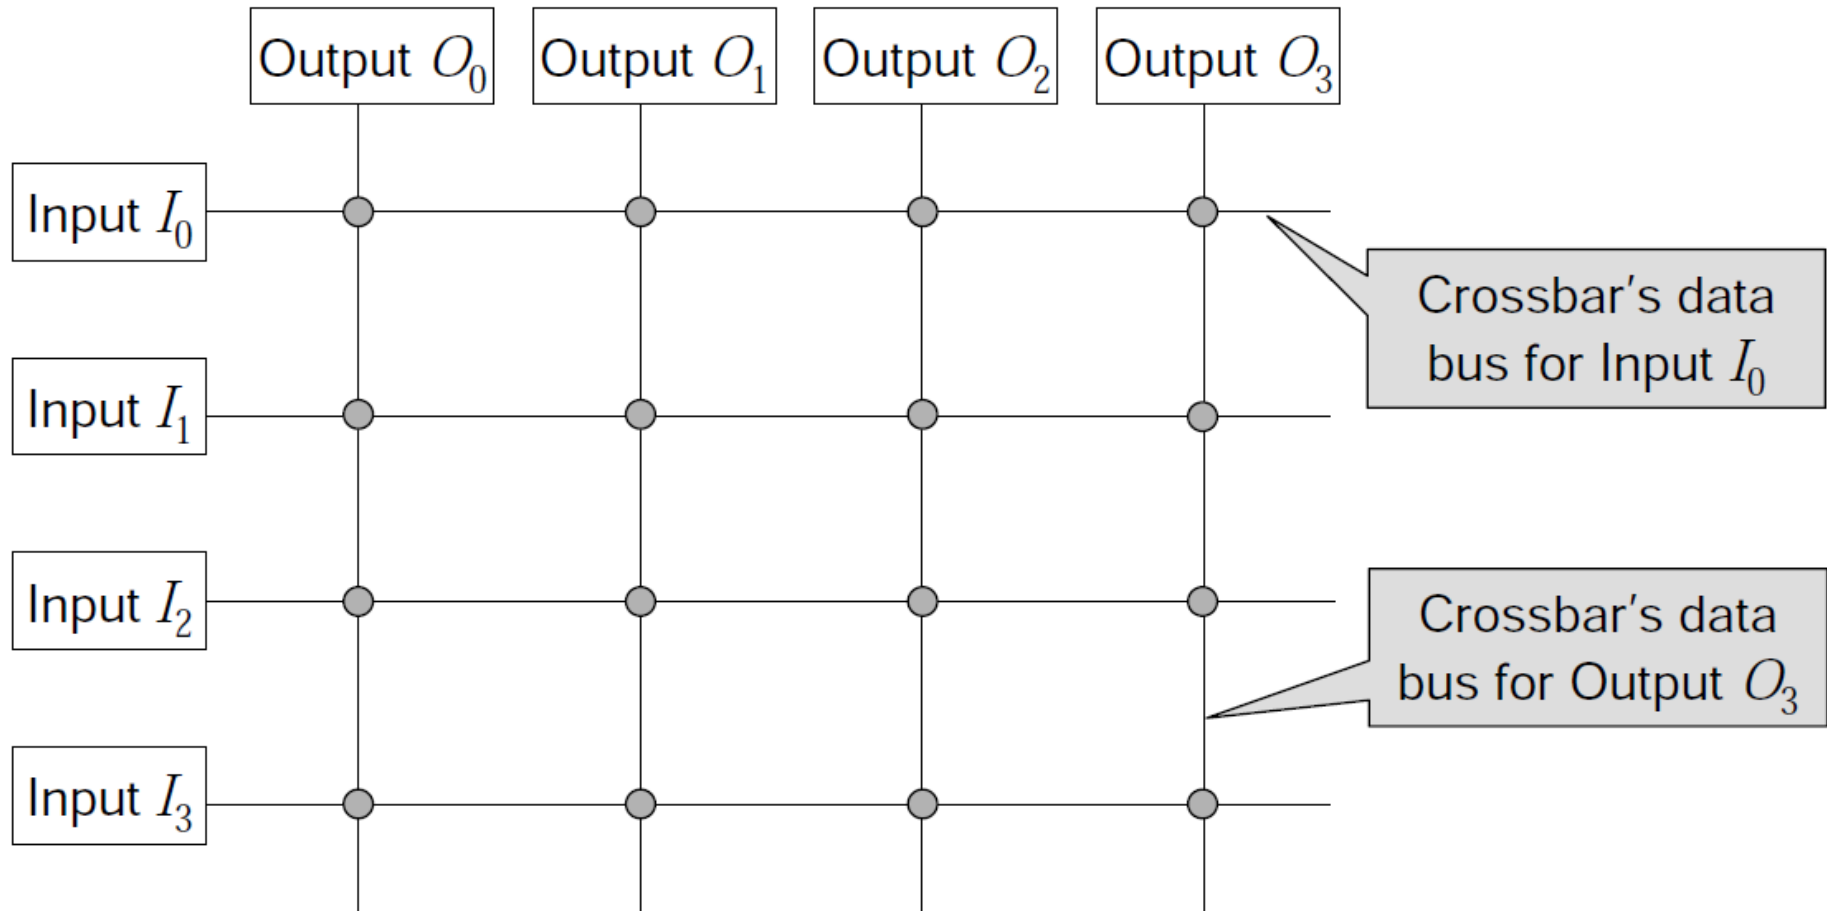 Output O₀
Output O₁
Output O₂
Output O₃
Input I₀
Crossbar's data
bus for Input I₀
Input I₁
Input I₂
Crossbar's data
bus for Output O₃
Input I₃